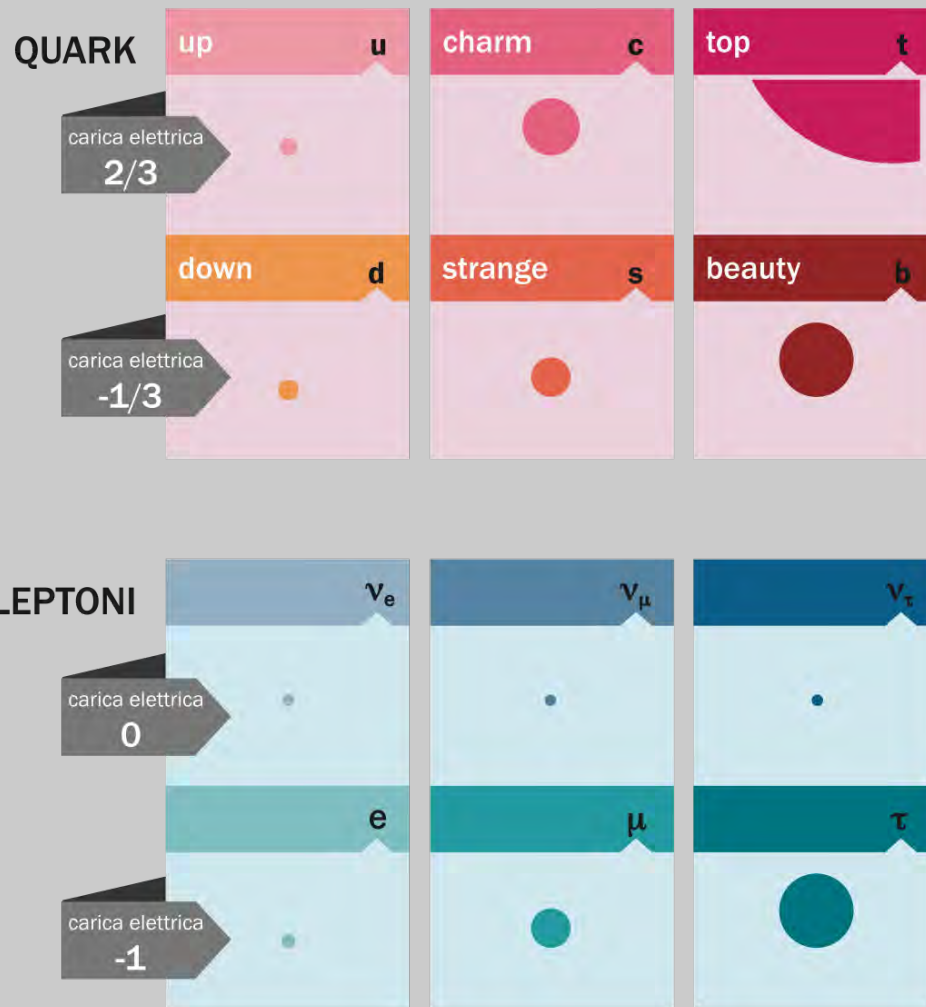 QUARK
up u
charm c
top t
carica elettrica
2/3
down d
strange s
beauty b
carica elettrica
-1/3
LEPTONI
νe
νμ
ντ
carica elettrica
0
e
μ
τ
carica elettrica
-1